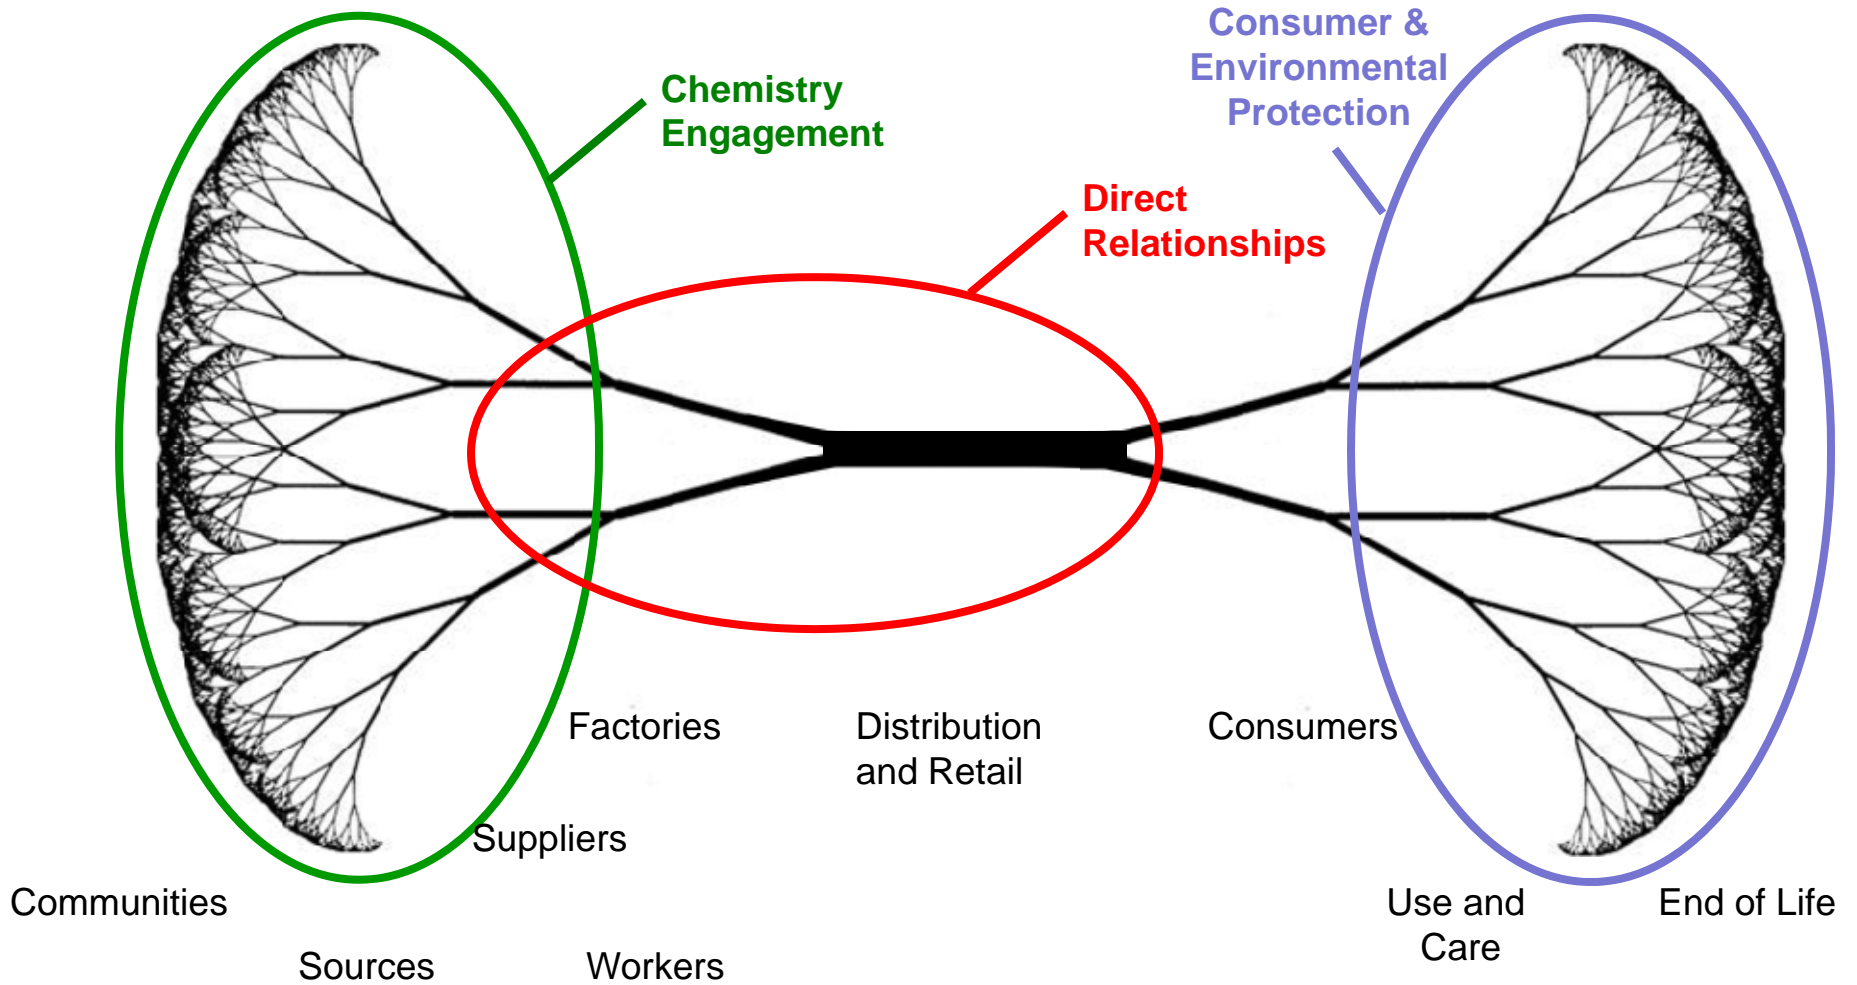 Consumer &
Environmental
Protection
Chemistry
Engagement
Direct
Relationships
Factories
Distribution
and Retail
Consumers
Suppliers
Communities
Use and
Care
End of Life
Sources
Workers